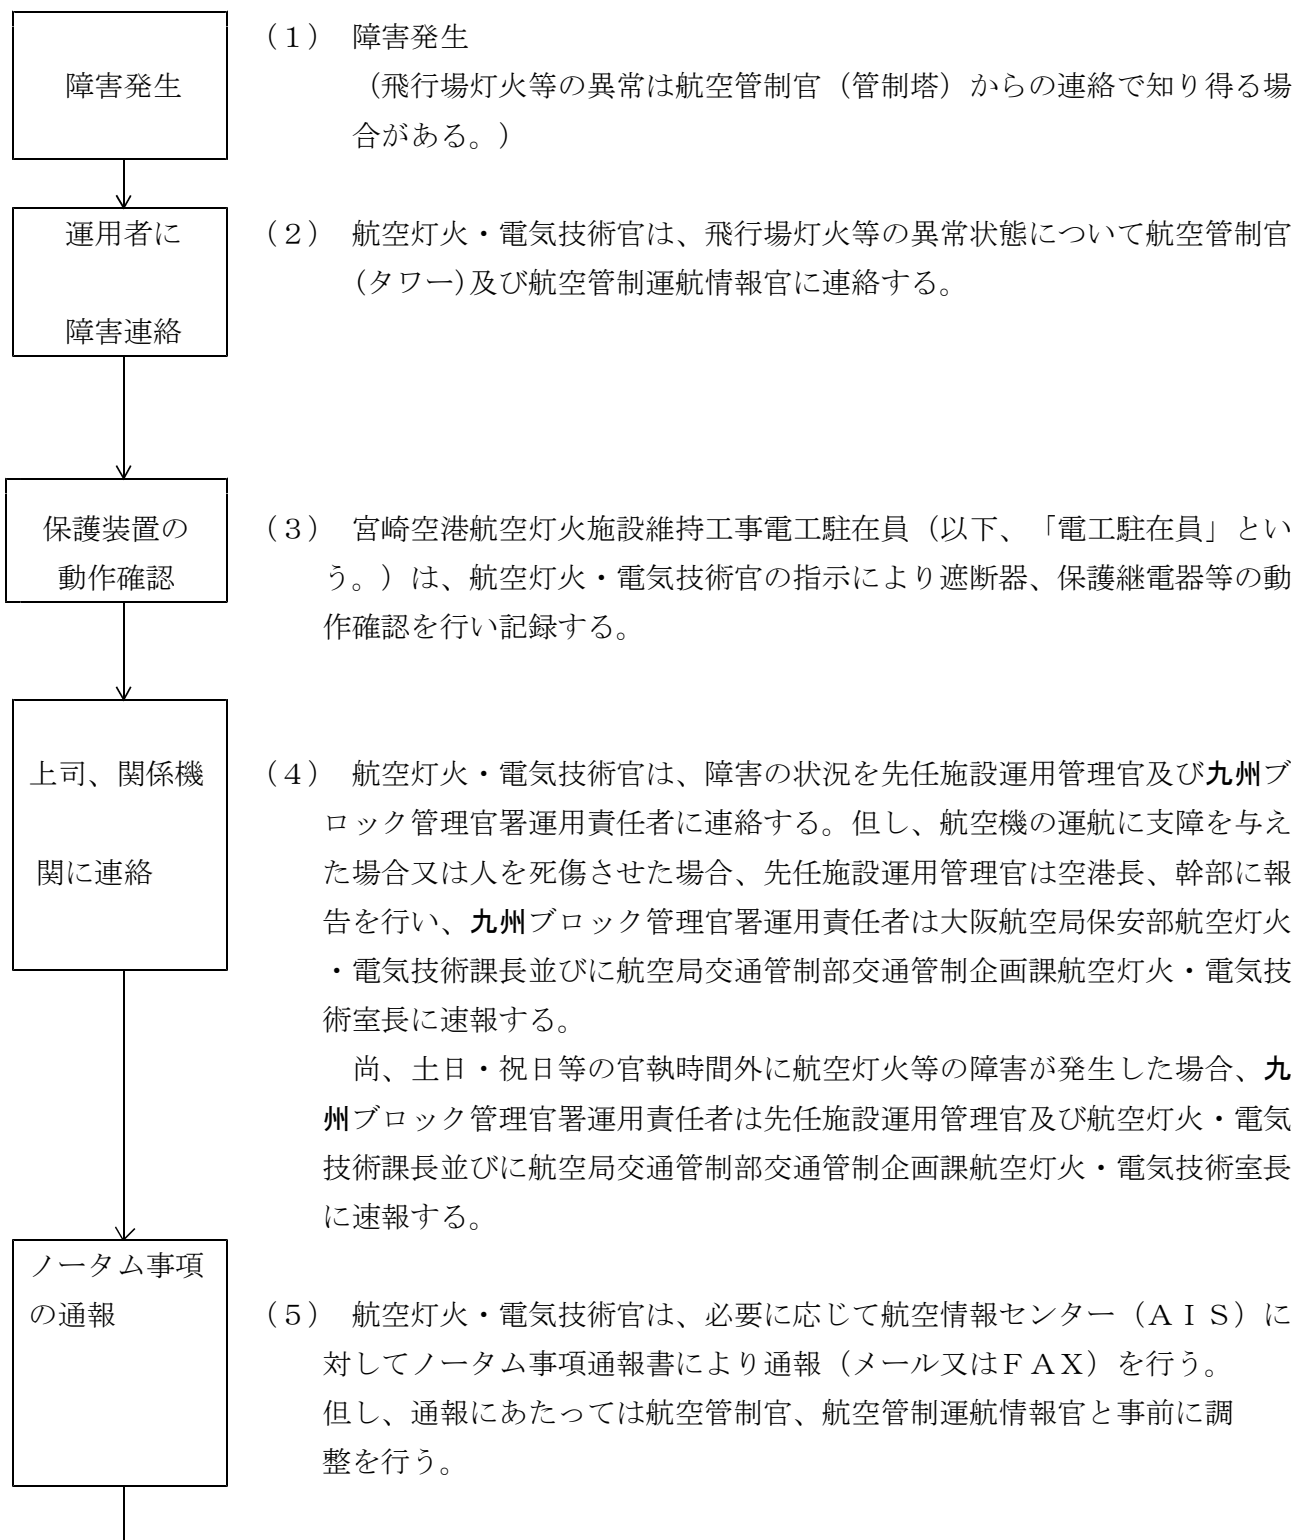 障害発生
（１）　障害発生
（飛行場灯火等の異常は航空管制官（管制塔）からの連絡で知り得る場
合がある。）
運用者に
障害連絡
（２）　航空灯火・電気技術官は、飛行場灯火等の異常状態について航空管制官
(タワー)及び航空管制運航情報官に連絡する。
保護装置の
動作確認
（３）　宮崎空港航空灯火施設維持工事電工駐在員（以下、「電工駐在員」とい
う。）は、航空灯火・電気技術官の指示により遮断器、保護継電器等の動
作確認を行い記録する。
上司、関係機
関に連絡
（４）　航空灯火・電気技術官は、障害の状況を先任施設運用管理官及び九州ブ
ロック管理官署運用責任者に連絡する。但し、航空機の運航に支障を与え
た場合又は人を死傷させた場合、先任施設運用管理官は空港長、幹部に報
告を行い、九州ブロック管理官署運用責任者は大阪航空局保安部航空灯火
・電気技術課長並びに航空局交通管制部交通管制企画課航空灯火・電気技
術室長に速報する。
尚、土日・祝日等の官執時間外に航空灯火等の障害が発生した場合、九
州ブロック管理官署運用責任者は先任施設運用管理官及び航空灯火・電気
技術課長並びに航空局交通管制部交通管制企画課航空灯火・電気技術室長
に速報する。
ノータム事項
の通報
（５）　航空灯火・電気技術官は、必要に応じて航空情報センター（ＡＩＳ）に
対してノータム事項通報書により通報（メール又はＦＡＸ）を行う。
但し、通報にあたっては航空管制官、航空管制運航情報官と事前に調
整を行う。